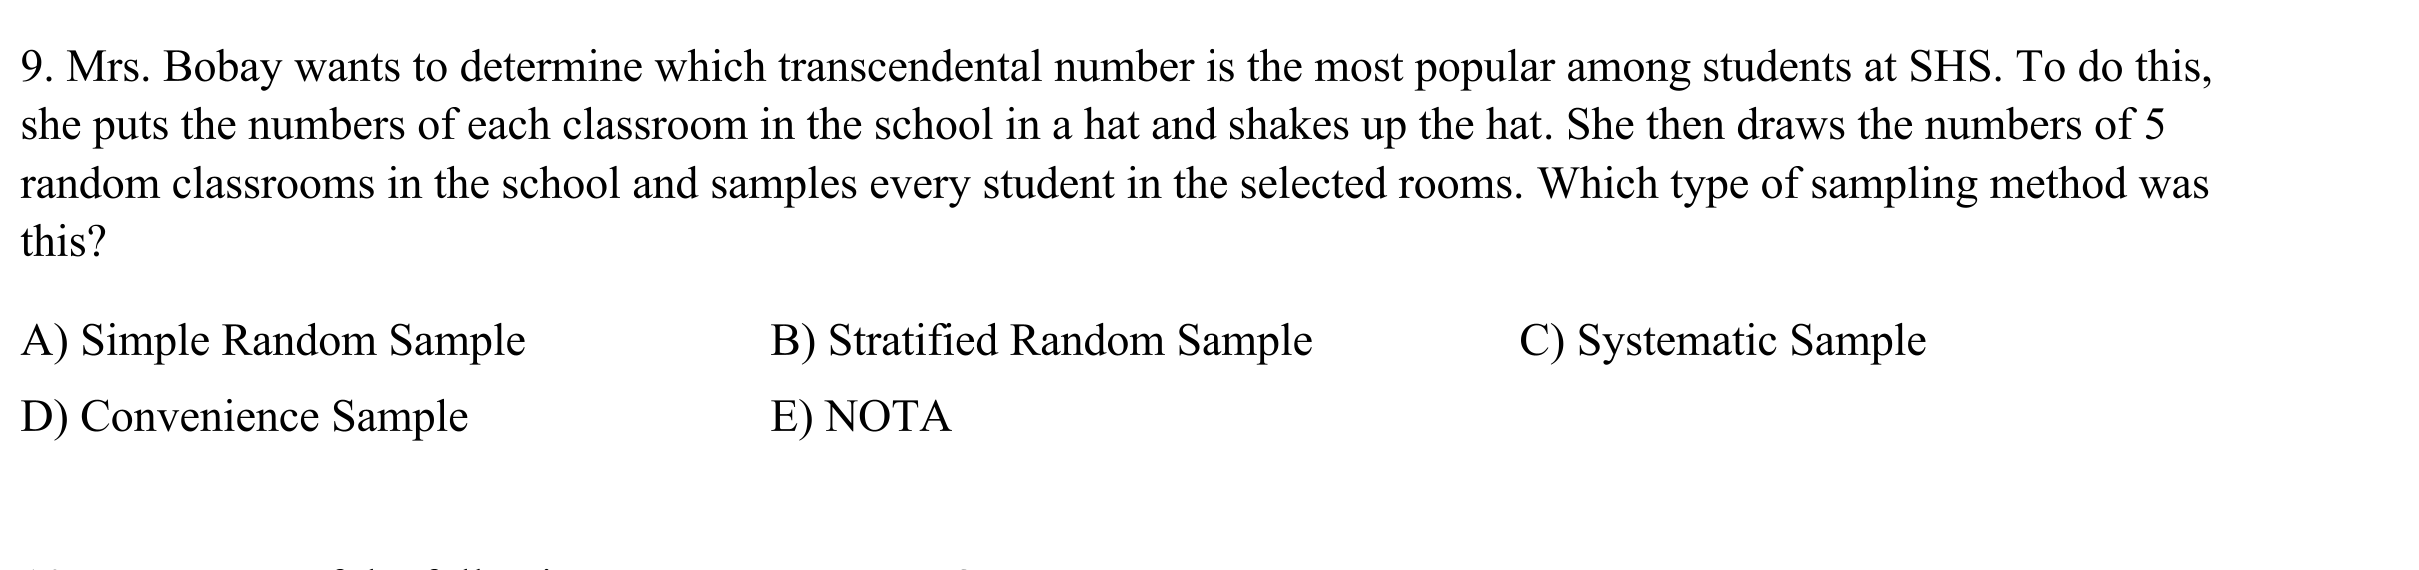 9. Mrs. Bobay wants to determine which transcendental number is the most popular among students at SHS. To do this,
she puts the numbers of each classroom in the school in a hat and shakes up the hat. She then draws the numbers of 5
random classrooms in the school and samples every student in the selected rooms. Which type of sampling method was
this?
A) Simple Random Sample B) Stratified Random Sample C) Systematic Sample
D) Convenience Sample E) NOTA